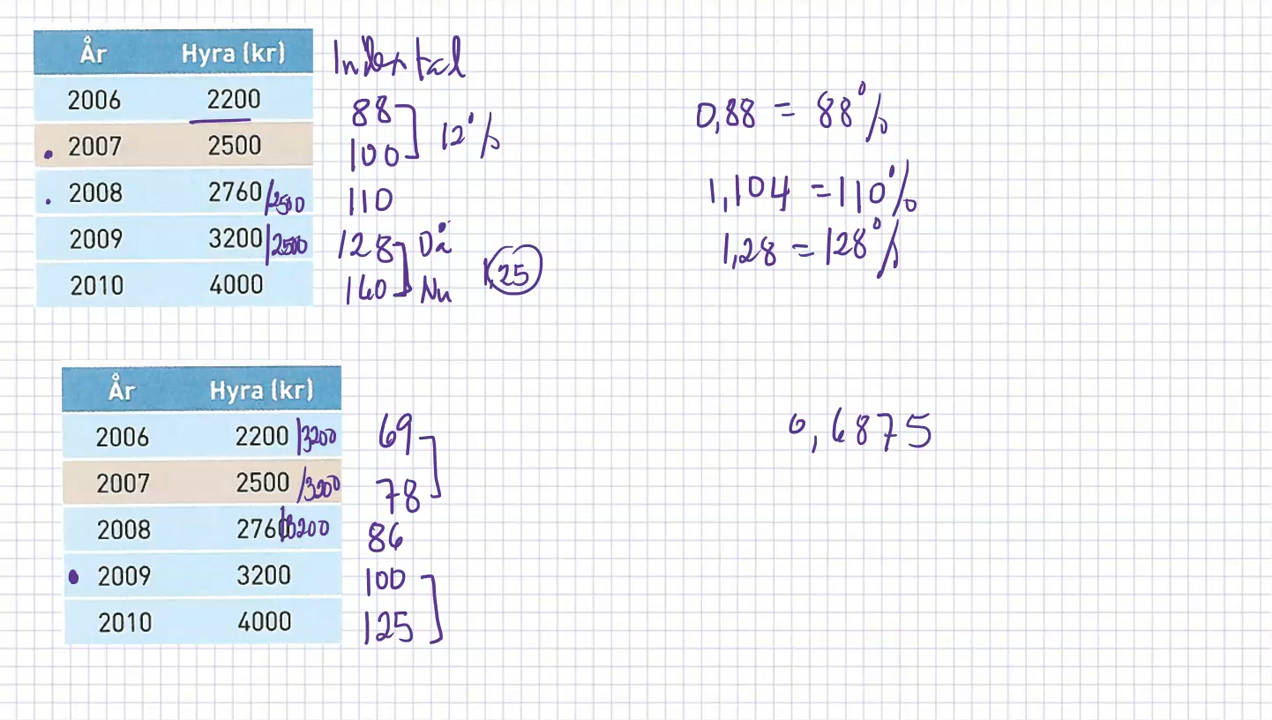 År Hyra (kr) Indextal
2006 2200 88 0,88 = 88%
2007 2500 100 12%
2008 2760/2500 110 1,104 = 110%
2009 3200/2500 128 Då 1,28 = 128%
2010 4000 160 Nu 1,25
År Hyra (kr)
2006 2200/3200 69 0,6875
2007 2500/3200 78
2008 2760/3200 86
2009 3200 100
2010 4000 125